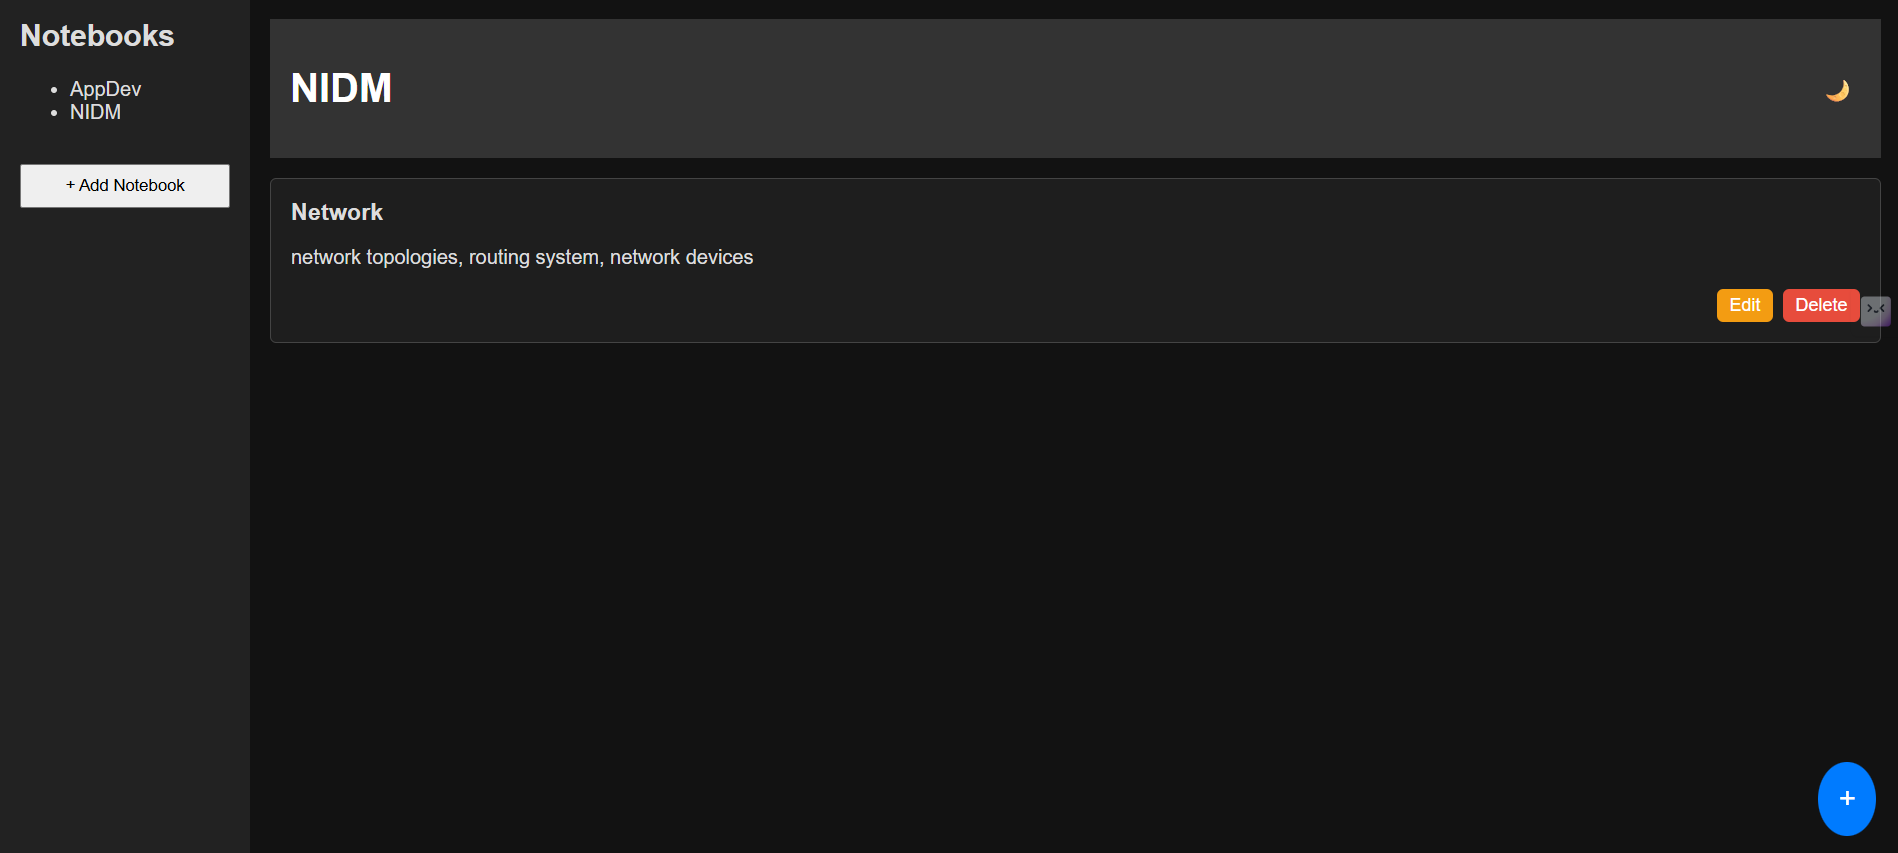 Notebooks
AppDev
NIDM
+ Add Notebook
NIDM
Network
network topologies, routing system, network devices
Edit
Delete
+